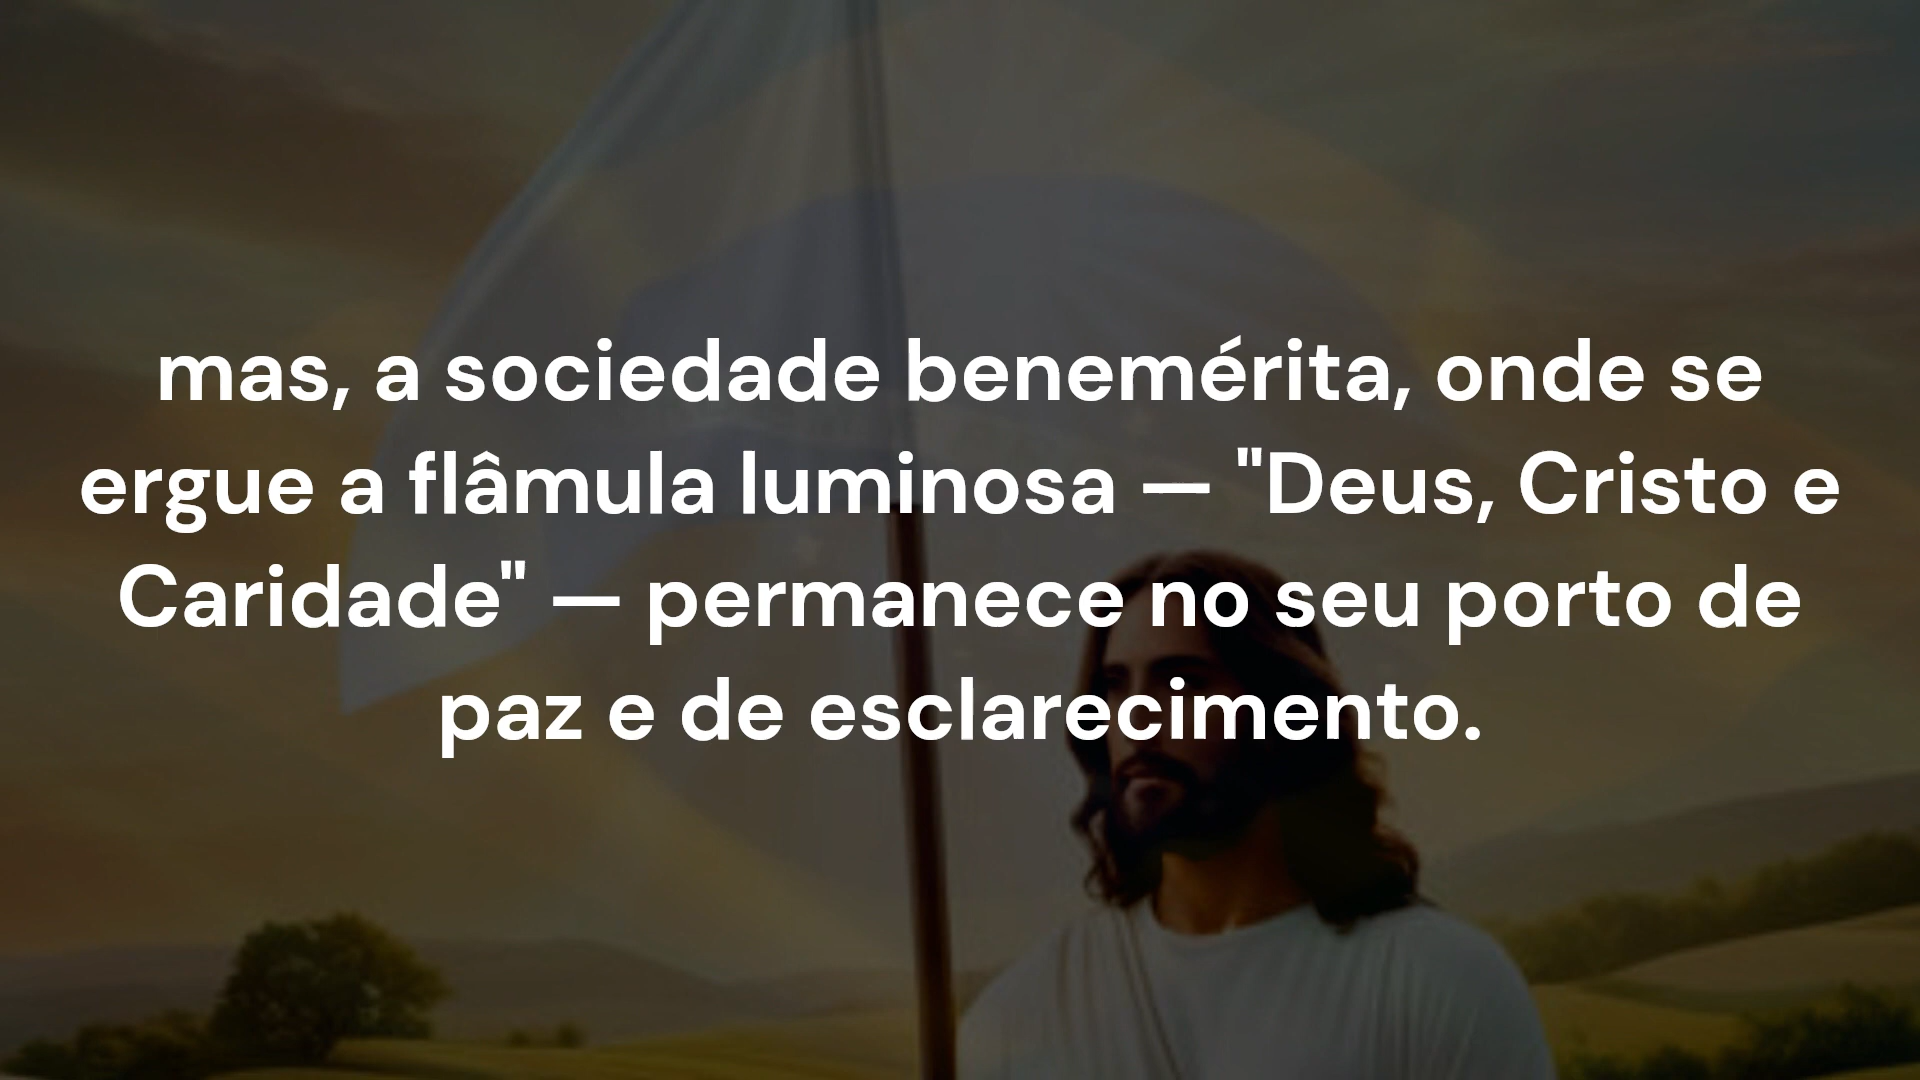 mas, a sociedade benemérita, onde se
ergue a flâmula luminosa — "Deus, Cristo e
Caridade" — permanece no seu porto de
paz e de esclarecimento.